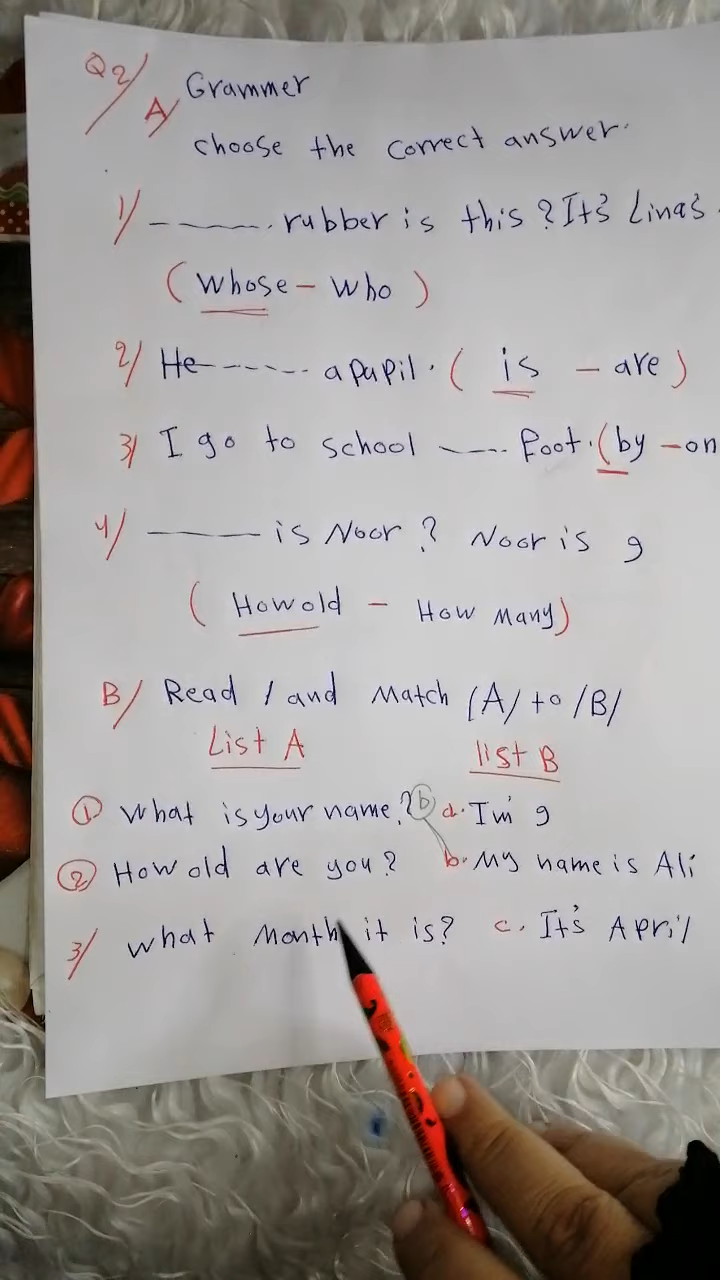 Q2/ A/ Grammer
choose the correct answer.
1/ ------- rubber is this? It's Lina's.
( whose - who )
2/ He ------ a pupil. ( is - are )
3/ I go to school ----- foot. (by - on
4/ ------- is Noor? Noor is 9
( How old - How Many)
B/ Read / and Match /A/ to /B/
List A list B
① What is your name? b a. I'm 9
② How old are you? b. My name is Ali
3/ what Month it is? c. It's April